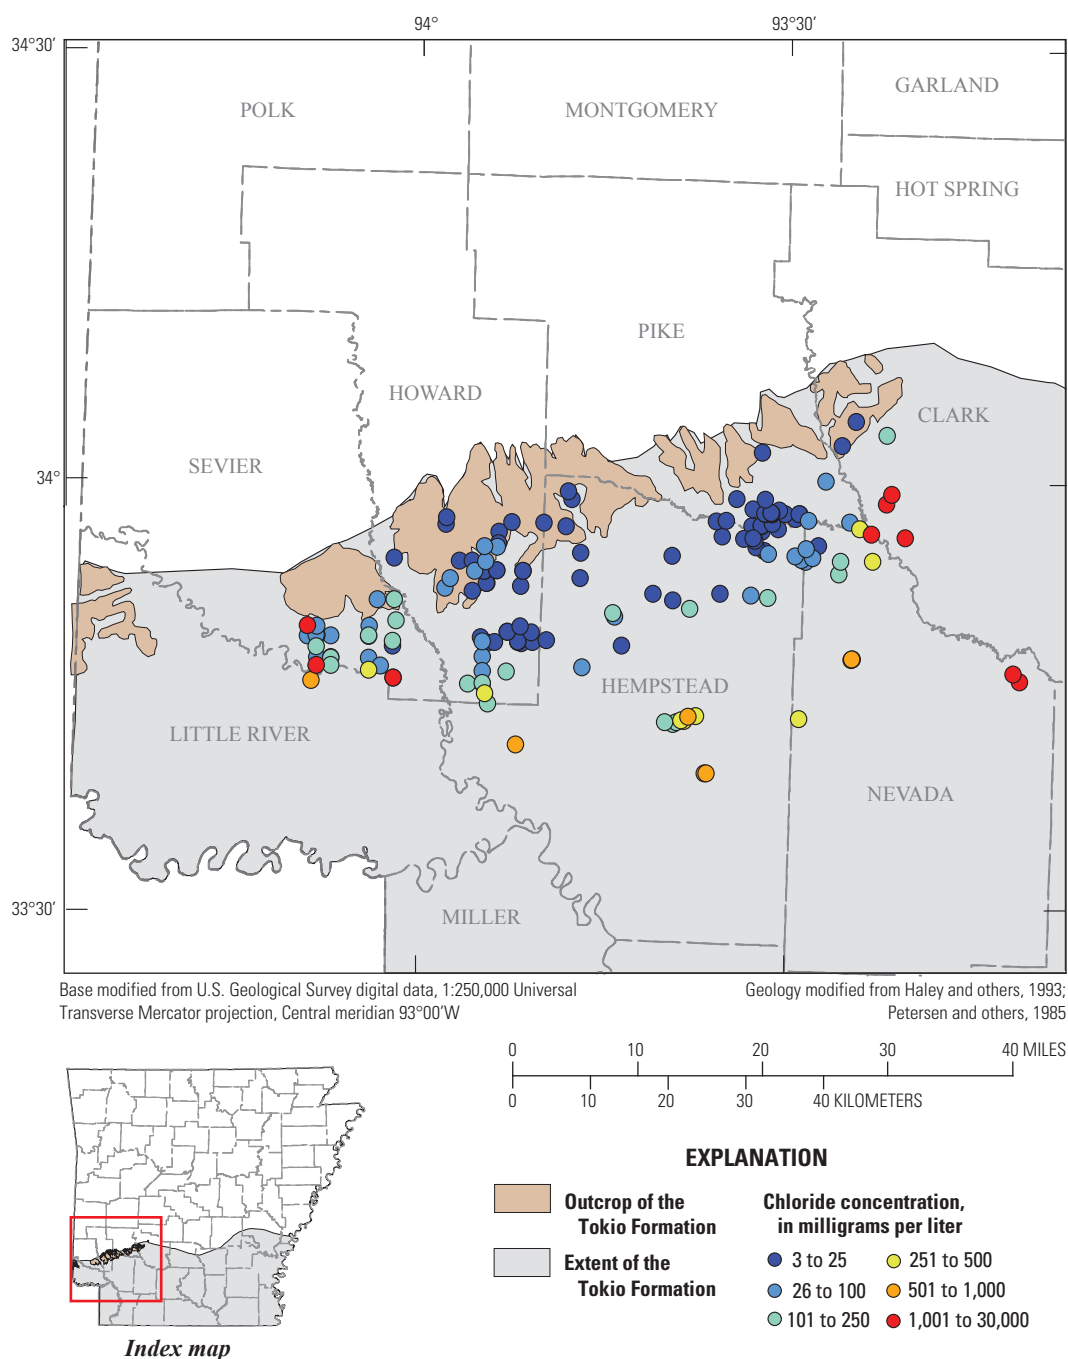 94°
93°30'
34°30'
POLK
MONTGOMERY
GARLAND
HOT SPRING
PIKE
HOWARD
CLARK
SEVIER
34°
HEMPSTEAD
LITTLE RIVER
NEVADA
MILLER
33°30'
Base modified from U.S. Geological Survey digital data, 1:250,000 Universal
Transverse Mercator projection, Central meridian 93°00'W
Geology modified from Haley and others, 1993;
Petersen and others, 1985
0 10 20 30 40 MILES
0 10 20 30 40 KILOMETERS
EXPLANATION
Outcrop of the
Tokio Formation
Extent of the
Tokio Formation
Chloride concentration,
in milligrams per liter
3 to 25
26 to 100
101 to 250
251 to 500
501 to 1,000
1,001 to 30,000
Index map